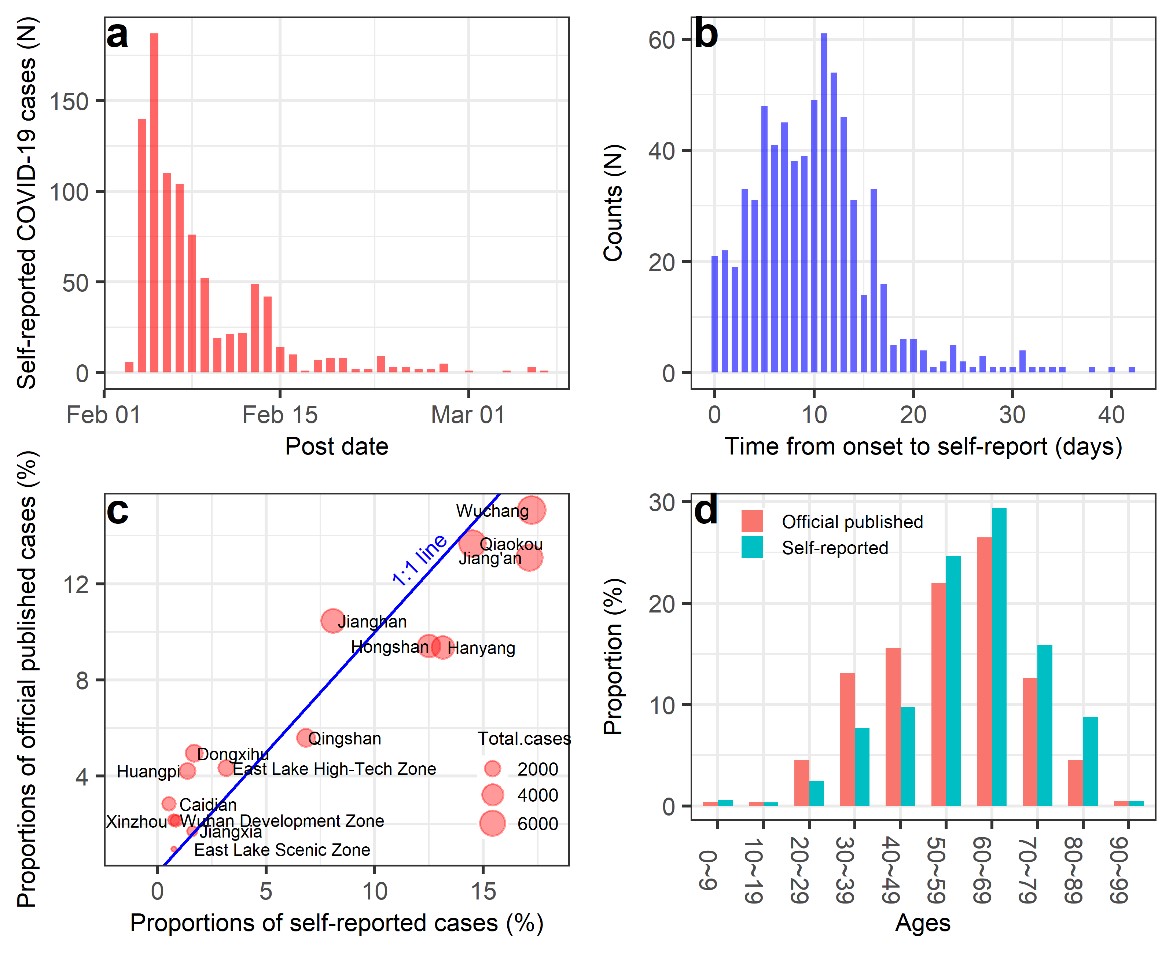 a
Self-reported COVID-19 cases (N)
150
100
50
0
Feb 01
Feb 15
Mar 01
Post date
b
Counts (N)
60
40
20
0
0
10
20
30
40
Time from onset to self-report (days)
c
Proportions of official published cases (%)
12
8
4
0
5
10
15
Proportions of self-reported cases (%)
1:1 line
Wuchang
Qiaokou
Jiang'an
Jianghan
Hongshan
Hanyang
Qingshan
Dongxihu
Huangpi
East Lake High-Tech Zone
Caidian
Xinzhou
Wuhan Development Zone
Jiangxia
East Lake Scenic Zone
Total.cases
2000
4000
6000
d
Official published
Self-reported
Proportion (%)
30
20
10
0
0~9
10~19
20~29
30~39
40~49
50~59
60~69
70~79
80~89
90~99
Ages